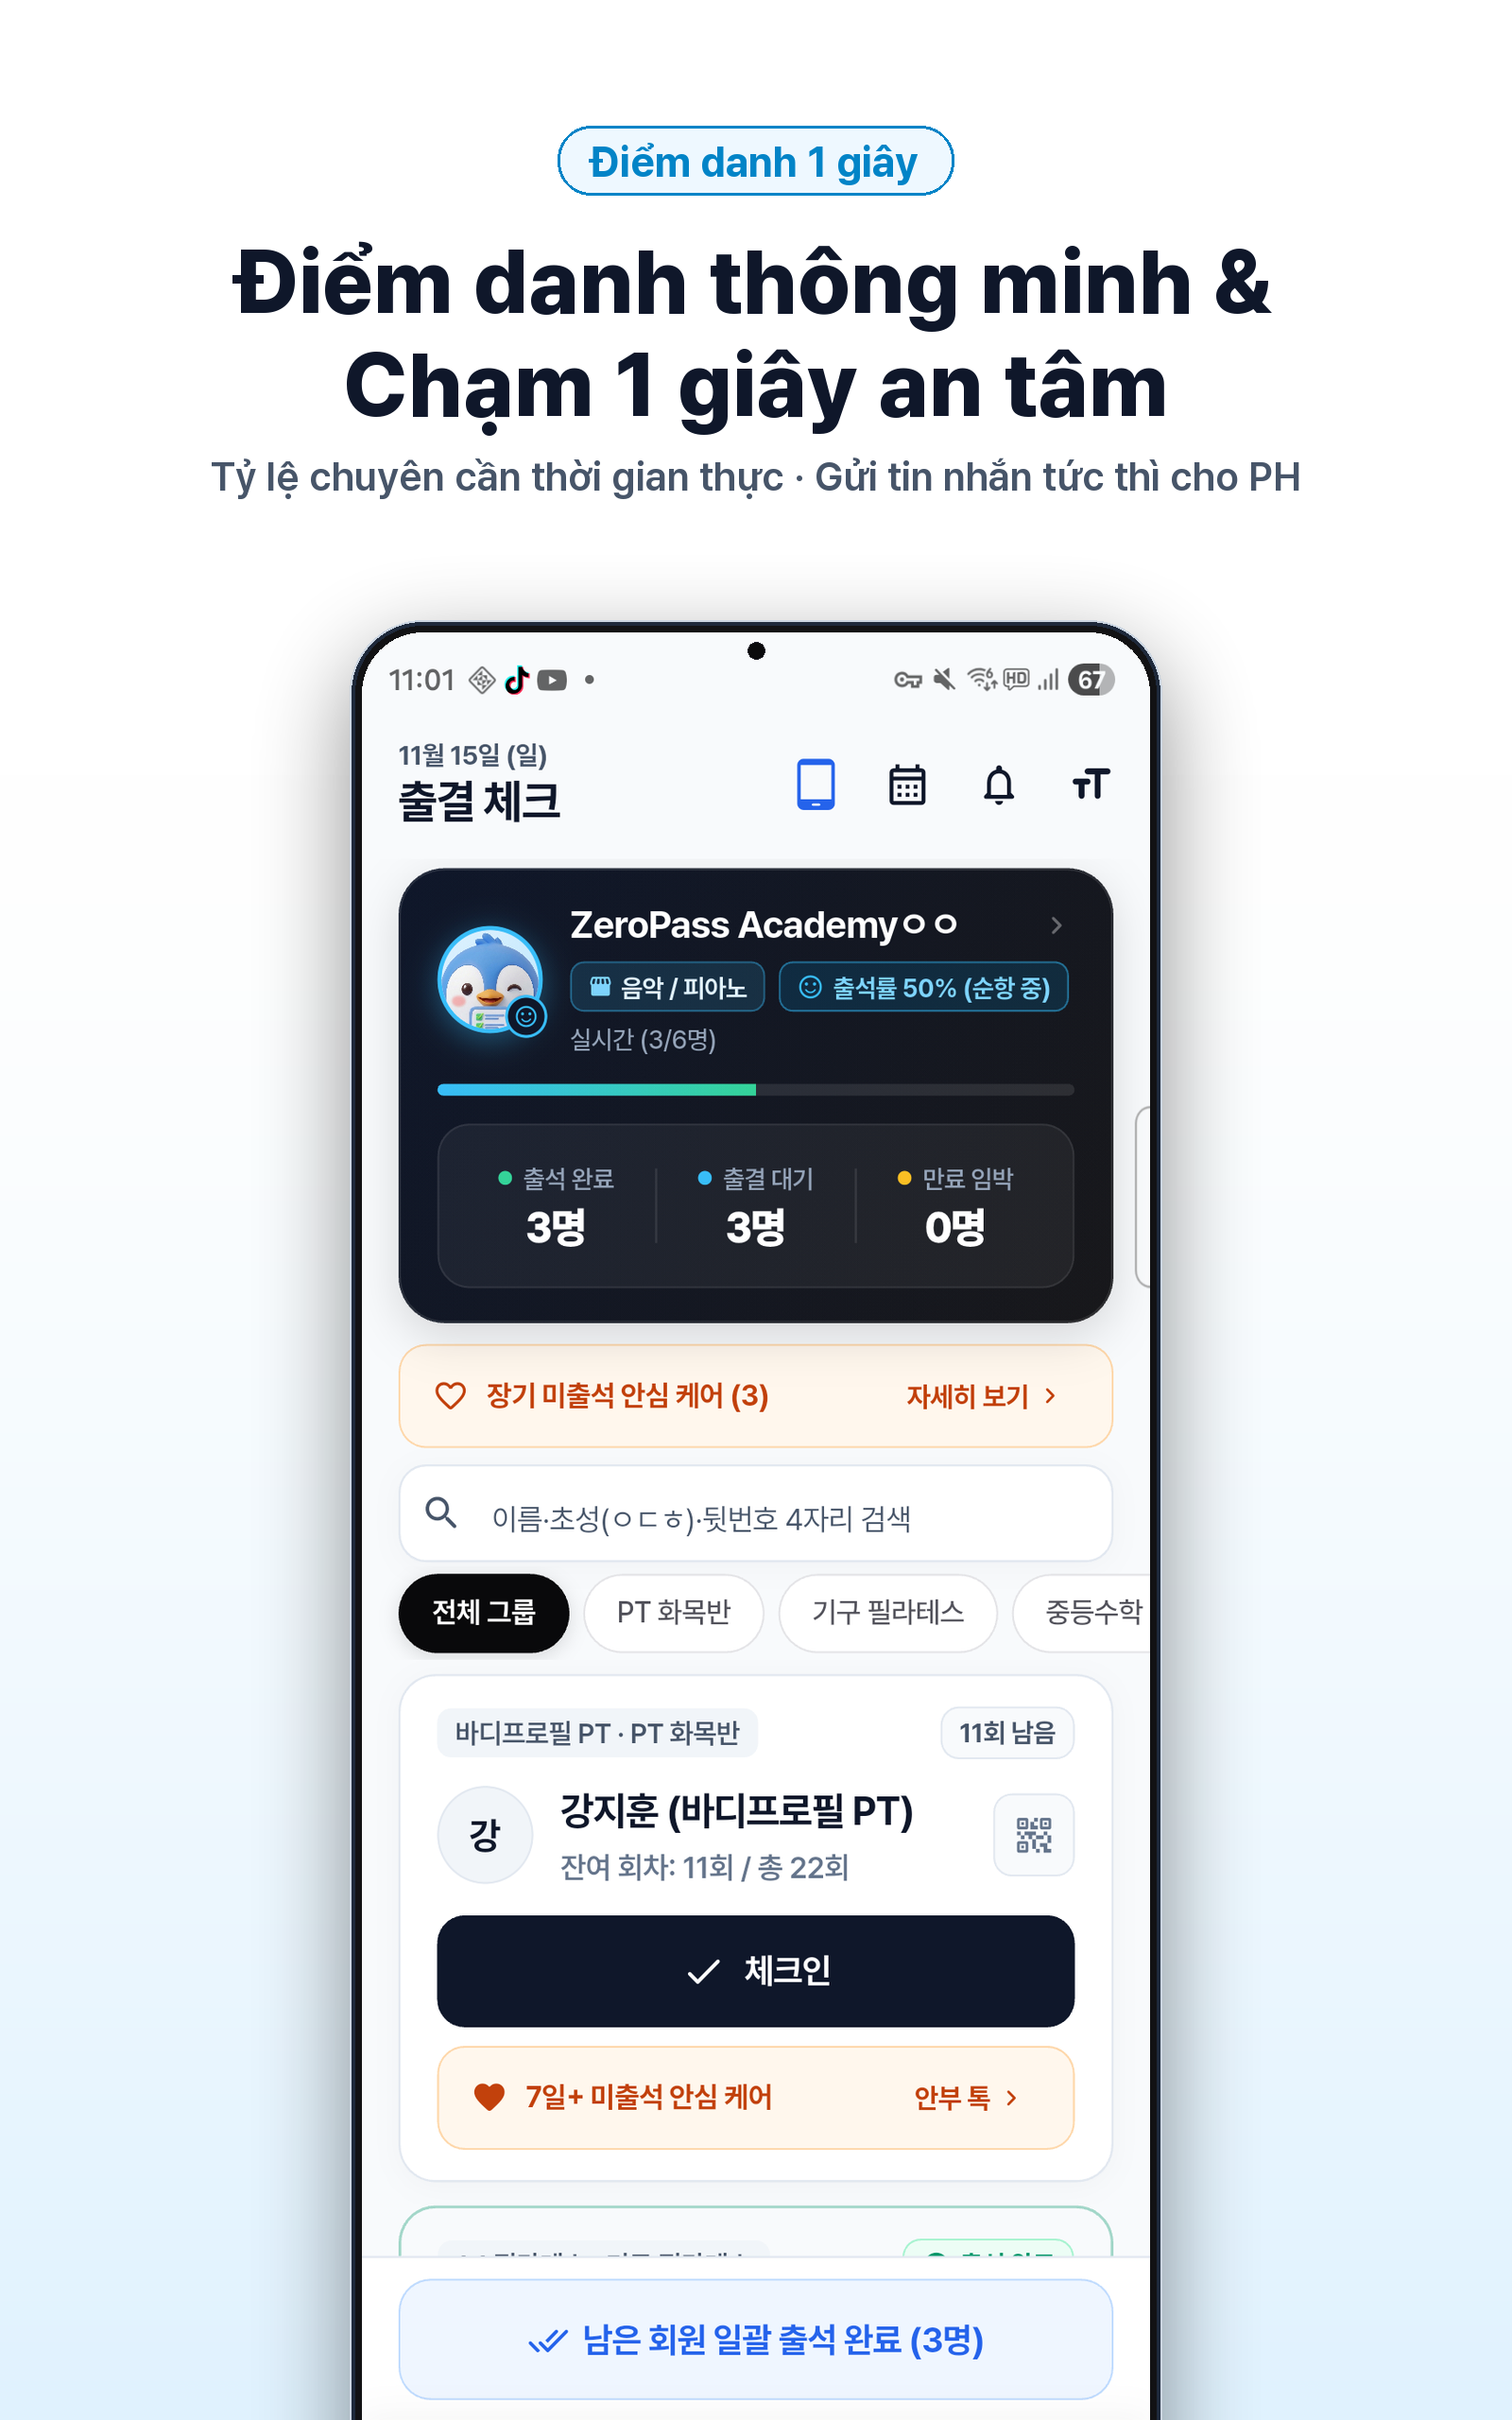 Điểm danh 1 giây
Điểm danh thông minh &
Chạm 1 giây an tâm
Tỷ lệ chuyên cần thời gian thực · Gửi tin nhắn tức thì cho PH
11:01
HD
67
11월 15일 (일)
출결 체크
ZeroPass Academyㅇㅇ
음악 / 피아노
출석률 50% (순항 중)
실시간 (3/6명)
출석 완료
출결 대기
만료 임박
3명
3명
0명
장기 미출석 안심 케어 (3)
자세히 보기
이름·초성(ㅇㄷㅎ)·뒷번호 4자리 검색
전체 그룹
PT 화목반
기구 필라테스
중등수학
바디프로필 PT · PT 화목반
11회 남음
강
강지훈 (바디프로필 PT)
잔여 회차: 11회 / 총 22회
체크인
7일+ 미출석 안심 케어
안부 톡
남은 회원 일괄 출석 완료 (3명)